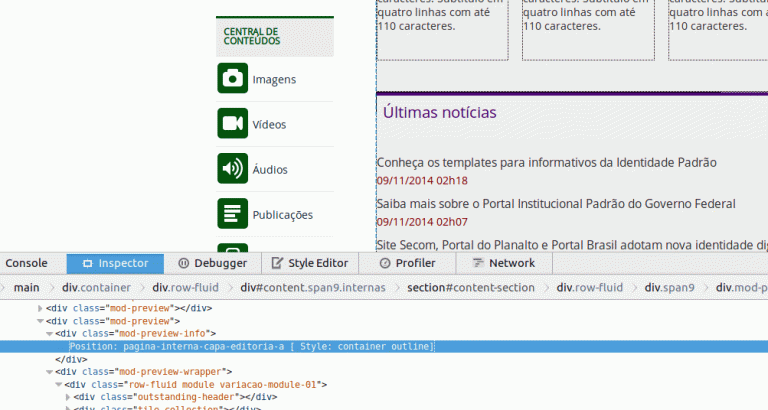 caracteres. Subtítulo em
quatro linhas com até
110 caracteres.
caracteres. Subtítulo em
quatro linhas com até
110 caracteres.
quatro linhas com até
110 caracteres.
CENTRAL DE
CONTEÚDOS
Imagens
Vídeos
Áudios
Publicações
Últimas notícias
Conheça os templates para informativos da Identidade Padrão
09/11/2014 02h18
Saiba mais sobre o Portal Institucional Padrão do Governo Federal
09/11/2014 02h07
Site Secom, Portal do Planalto e Portal Brasil adotam nova identidade
Console Inspector Debugger Style Editor Profiler Network
main div.container div.row-fluid div#content.span9.internas section#content-section div.row-fluid div.span9 div.mod-p
<div class="mod-preview"></div>
<div class="mod-preview">
<div class="mod-preview-info">
Position: pagina-interna-capa-editoria-a [ Style: container outline]
</div>
<div class="mod-preview-wrapper">
<div class="row-fluid module variacao-module-01">
<div class="outstanding-header"></div>
<div class="tile-collection"></div>